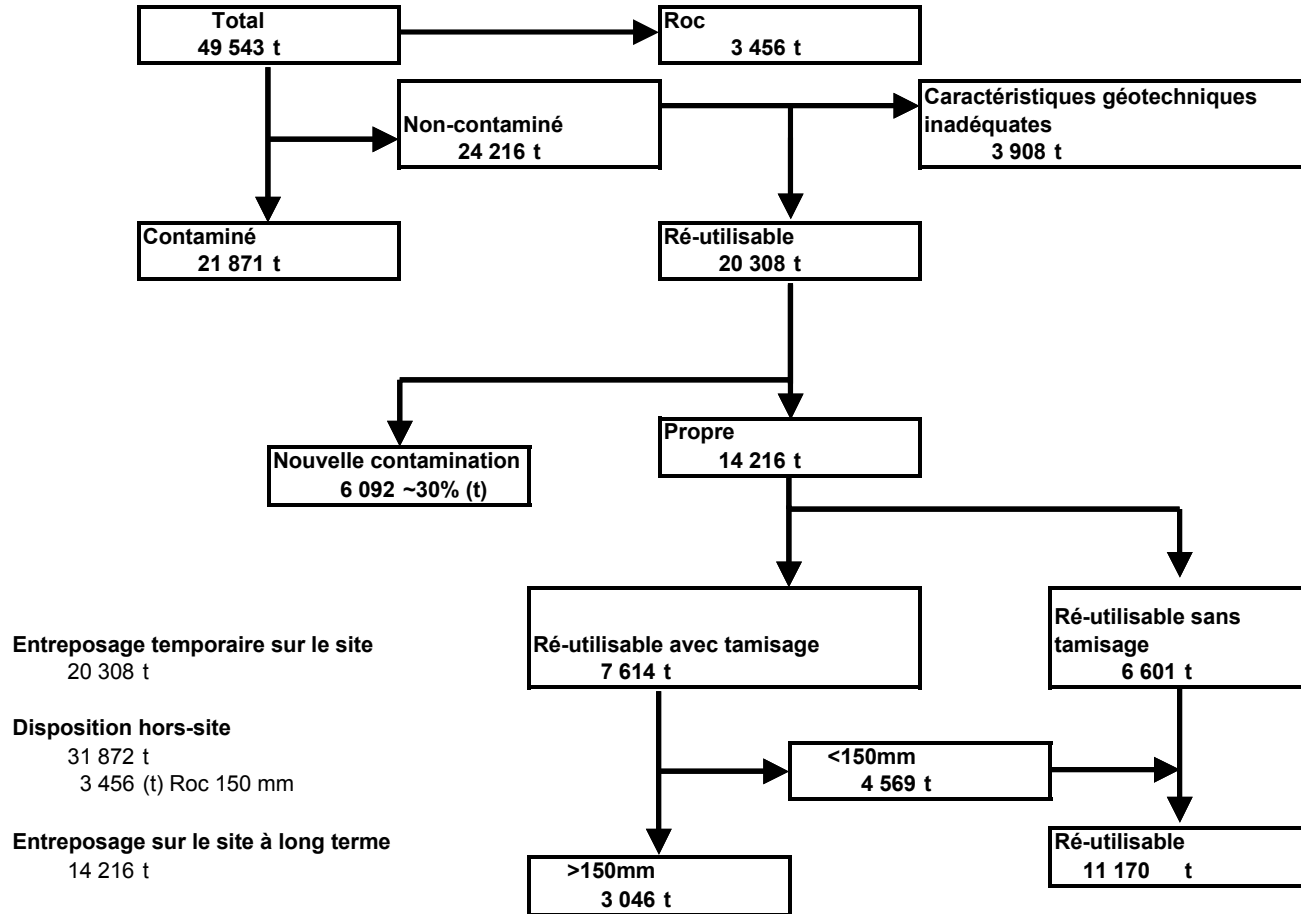 Total
49 543 t
Roc
3 456 t
Non-contaminé
24 216 t
Caractéristiques géotechniques
inadéquates
3 908 t
Contaminé
21 871 t
Ré-utilisable
20 308 t
Propre
14 216 t
Nouvelle contamination
6 092 ~30% (t)
Ré-utilisable avec tamisage
7 614 t
Ré-utilisable sans
tamisage
6 601 t
Entreposage temporaire sur le site
20 308 t
Disposition hors-site
31 872 t
3 456 (t) Roc 150 mm
<150mm
4 569 t
Entreposage sur le site à long terme
14 216 t
>150mm
3 046 t
Ré-utilisable
11 170 t